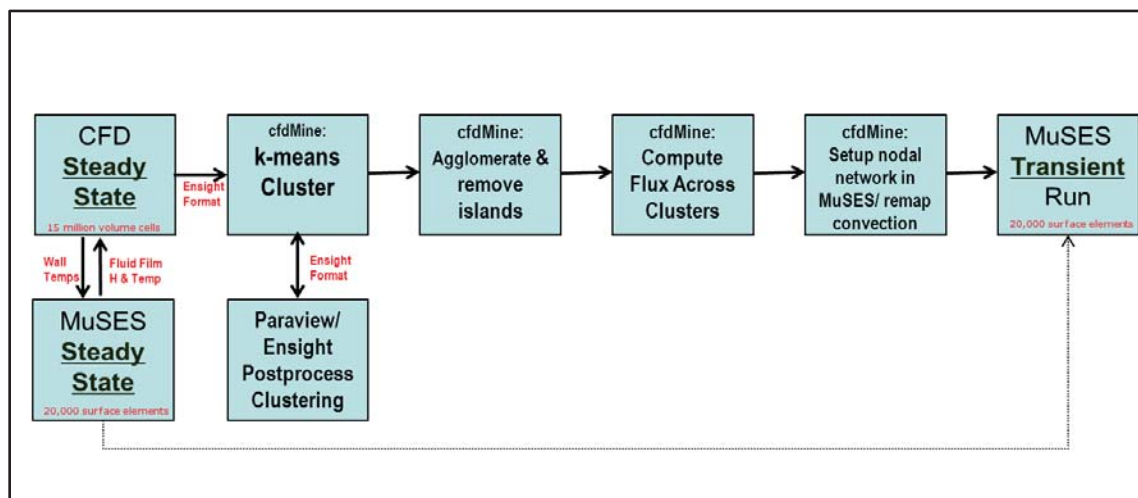 CFD
Steady
State
15 million volume cells
Ensight
Format
cfdMine:
k-means
Cluster
cfdMine:
Agglomerate &
remove
islands
cfdMine:
Compute
Flux Across
Clusters
cfdMine:
Setup nodal
network in
MuSES/ remap
convection
MuSES
Transient
Run
20,000 surface elements
Wall
Temps
Fluid Film
H & Temp
Ensight
Format
MuSES
Steady
State
20,000 surface elements
Paraview/
Ensight
Postprocess
Clustering